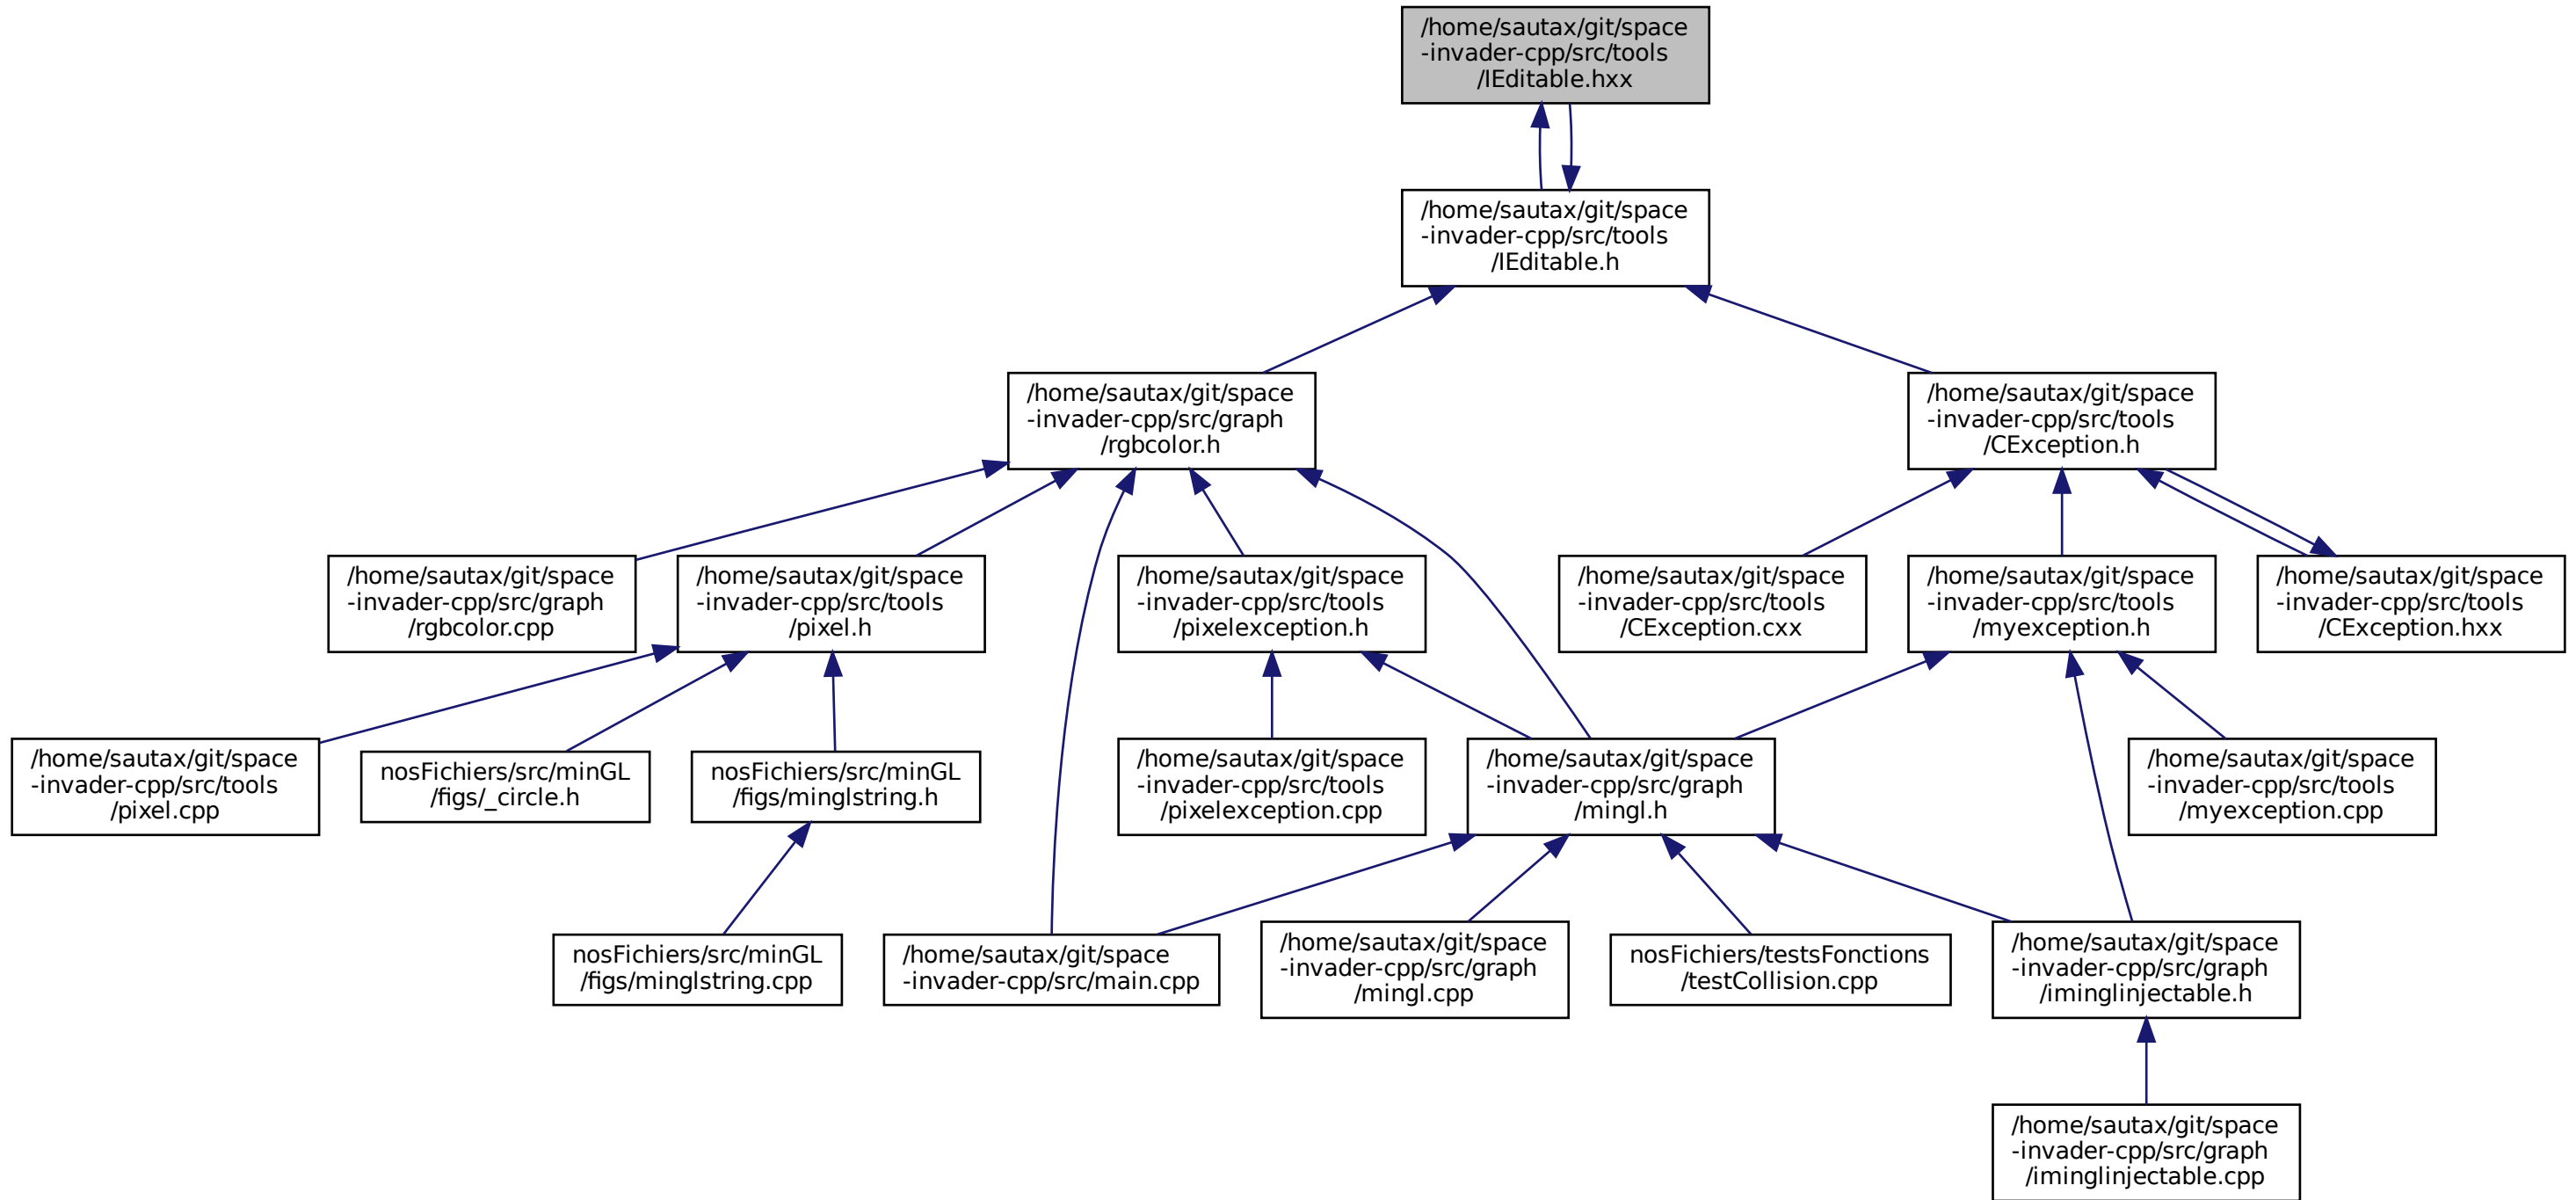 /home/sautax/git/space
-invader-cpp/src/tools
/IEditable.hxx
/home/sautax/git/space
-invader-cpp/src/tools
/IEditable.h
/home/sautax/git/space
-invader-cpp/src/graph
/rgbcolor.h
/home/sautax/git/space
-invader-cpp/src/tools
/CException.h
/home/sautax/git/space
-invader-cpp/src/graph
/rgbcolor.cpp
/home/sautax/git/space
-invader-cpp/src/tools
/pixel.h
/home/sautax/git/space
-invader-cpp/src/tools
/pixelexception.h
/home/sautax/git/space
-invader-cpp/src/tools
/CException.cxx
/home/sautax/git/space
-invader-cpp/src/tools
/myexception.h
/home/sautax/git/space
-invader-cpp/src/tools
/CException.hxx
/home/sautax/git/space
-invader-cpp/src/tools
/pixel.cpp
nosFichiers/src/minGL
/figs/_circle.h
nosFichiers/src/minGL
/figs/minglstring.h
/home/sautax/git/space
-invader-cpp/src/tools
/pixelexception.cpp
/home/sautax/git/space
-invader-cpp/src/graph
/mingl.h
/home/sautax/git/space
-invader-cpp/src/tools
/myexception.cpp
nosFichiers/src/minGL
/figs/minglstring.cpp
/home/sautax/git/space
-invader-cpp/src/main.cpp
/home/sautax/git/space
-invader-cpp/src/graph
/mingl.cpp
nosFichiers/testsFonctions
/testCollision.cpp
/home/sautax/git/space
-invader-cpp/src/graph
/iminglinjectable.h
/home/sautax/git/space
-invader-cpp/src/graph
/iminglinjectable.cpp